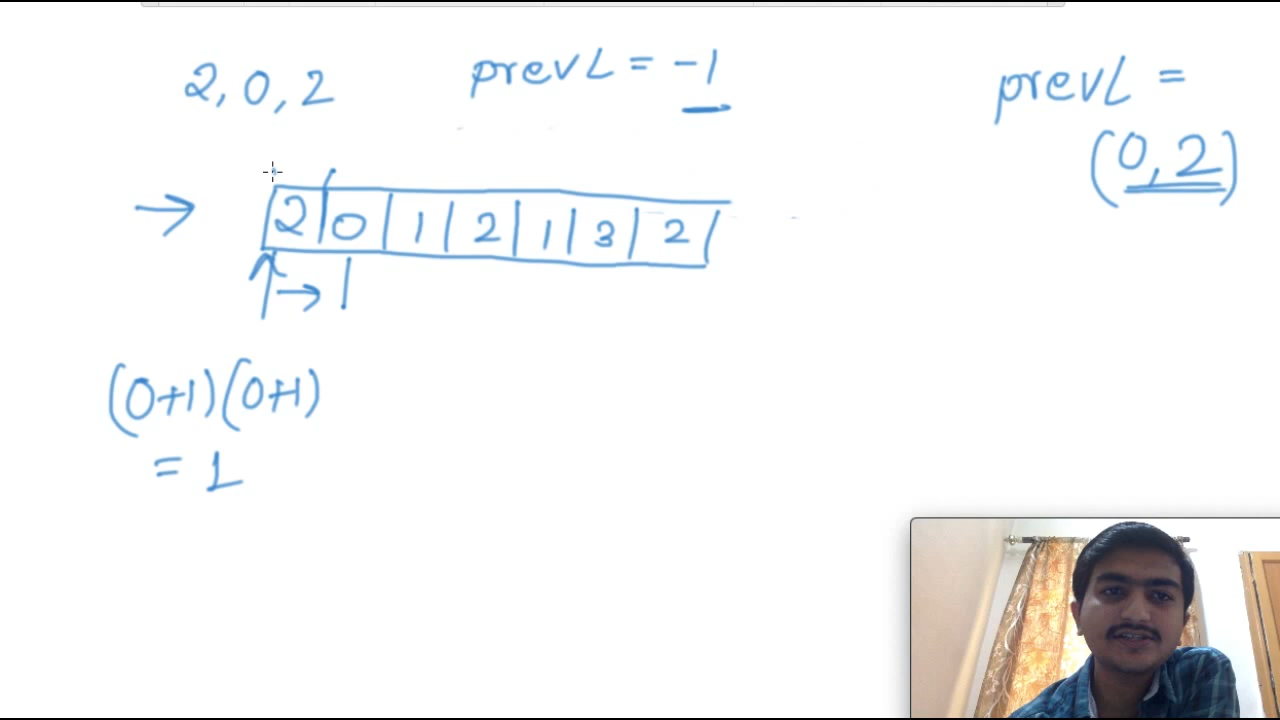 2, 0, 2
prevL = -1
prevL =
(0, 2)
→ |2|0|1|2|1|3|2|
→
(0+1)(0+1)
= 1